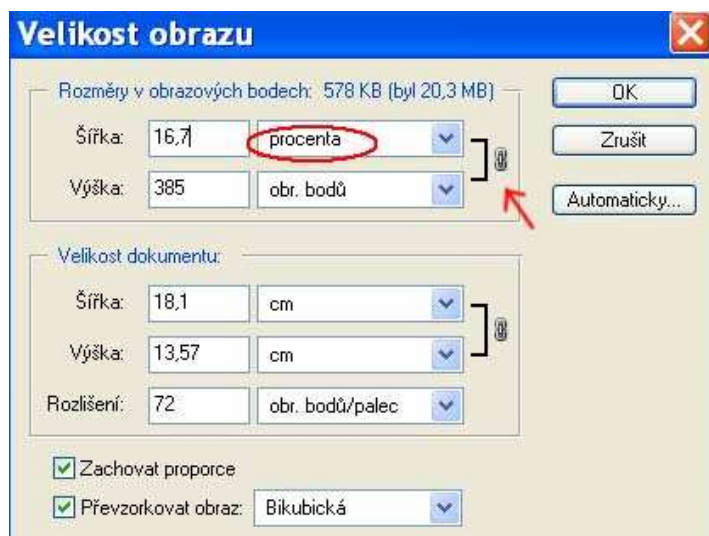 Velikost obrazu
Rozměry v obrazových bodech: 578 KB (byl 20,3 MB)
OK
Šířka: 16,7 procenta
Zrušit
Výška: 385 obr. bodů
Automaticky...
Velikost dokumentu:
Šířka: 18,1 cm
Výška: 13,57 cm
Rozlišení: 72 obr. bodů/palec
Zachovat proporce
Převzorkovat obraz: Bikubická